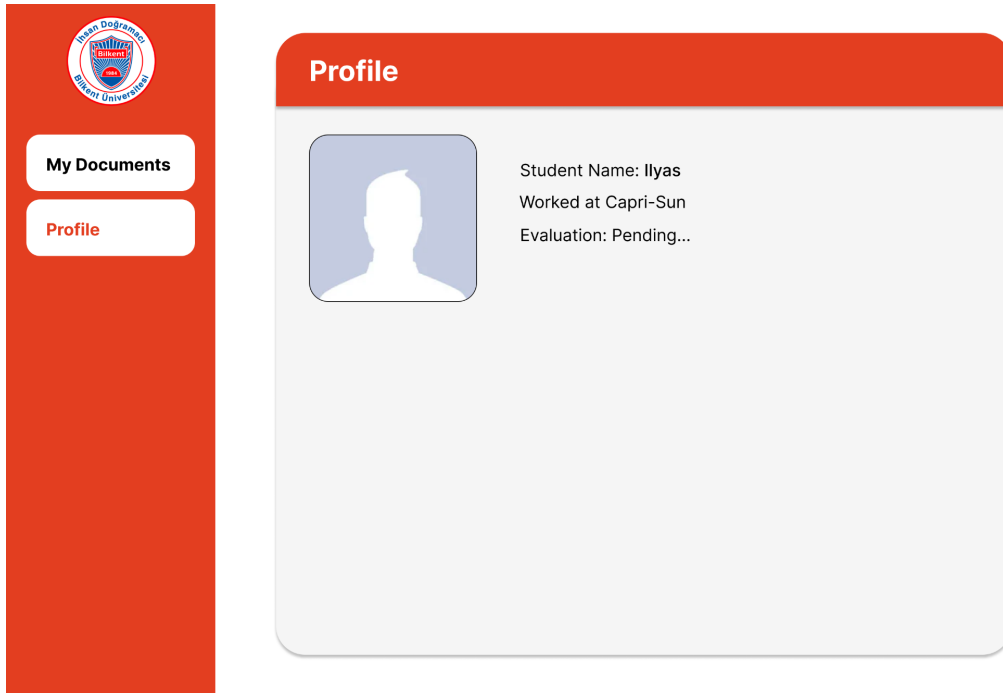 İhsan Doğramacı
Bilkent
1984
Bilkent Üniversitesi
My Documents
Profile
Profile
Student Name: Ilyas
Worked at Capri-Sun
Evaluation: Pending...